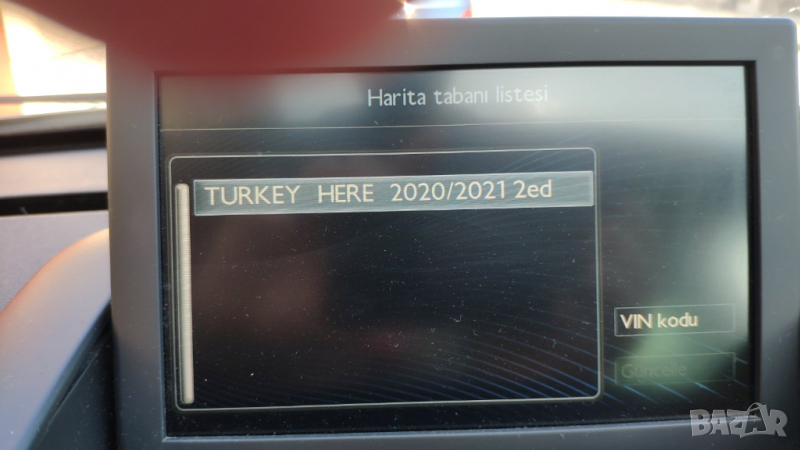 Harita tabanı listesi
TURKEY HERE 2020/2021 2ed
VIN kodu
Güncelle
BAZAR